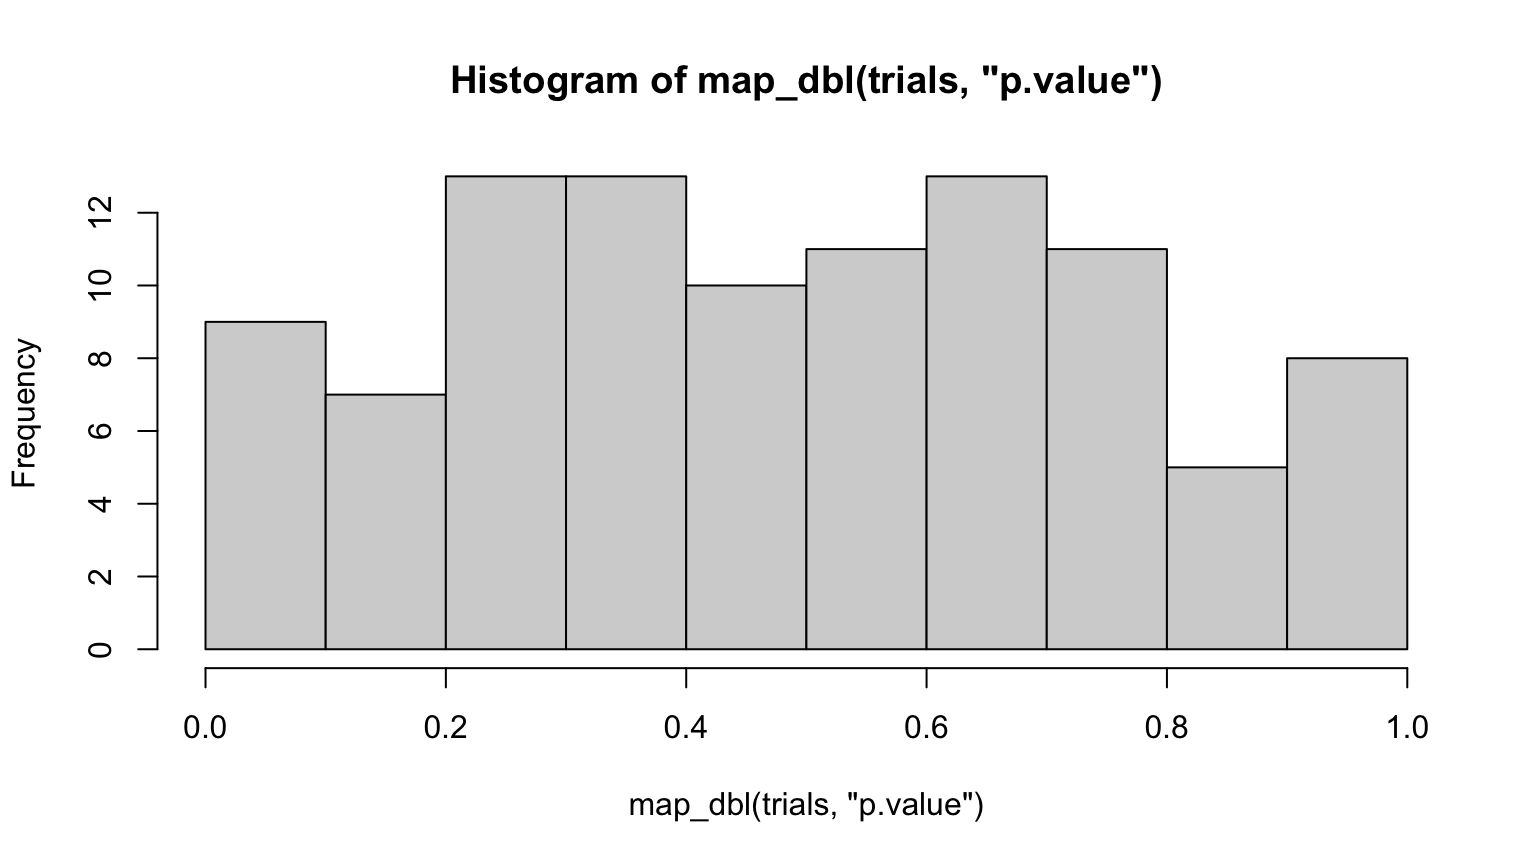 Histogram of map_dbl(trials, "p.value")
Frequency
12
10
8
6
4
2
0
0.0 0.2 0.4 0.6 0.8 1.0
map_dbl(trials, "p.value")